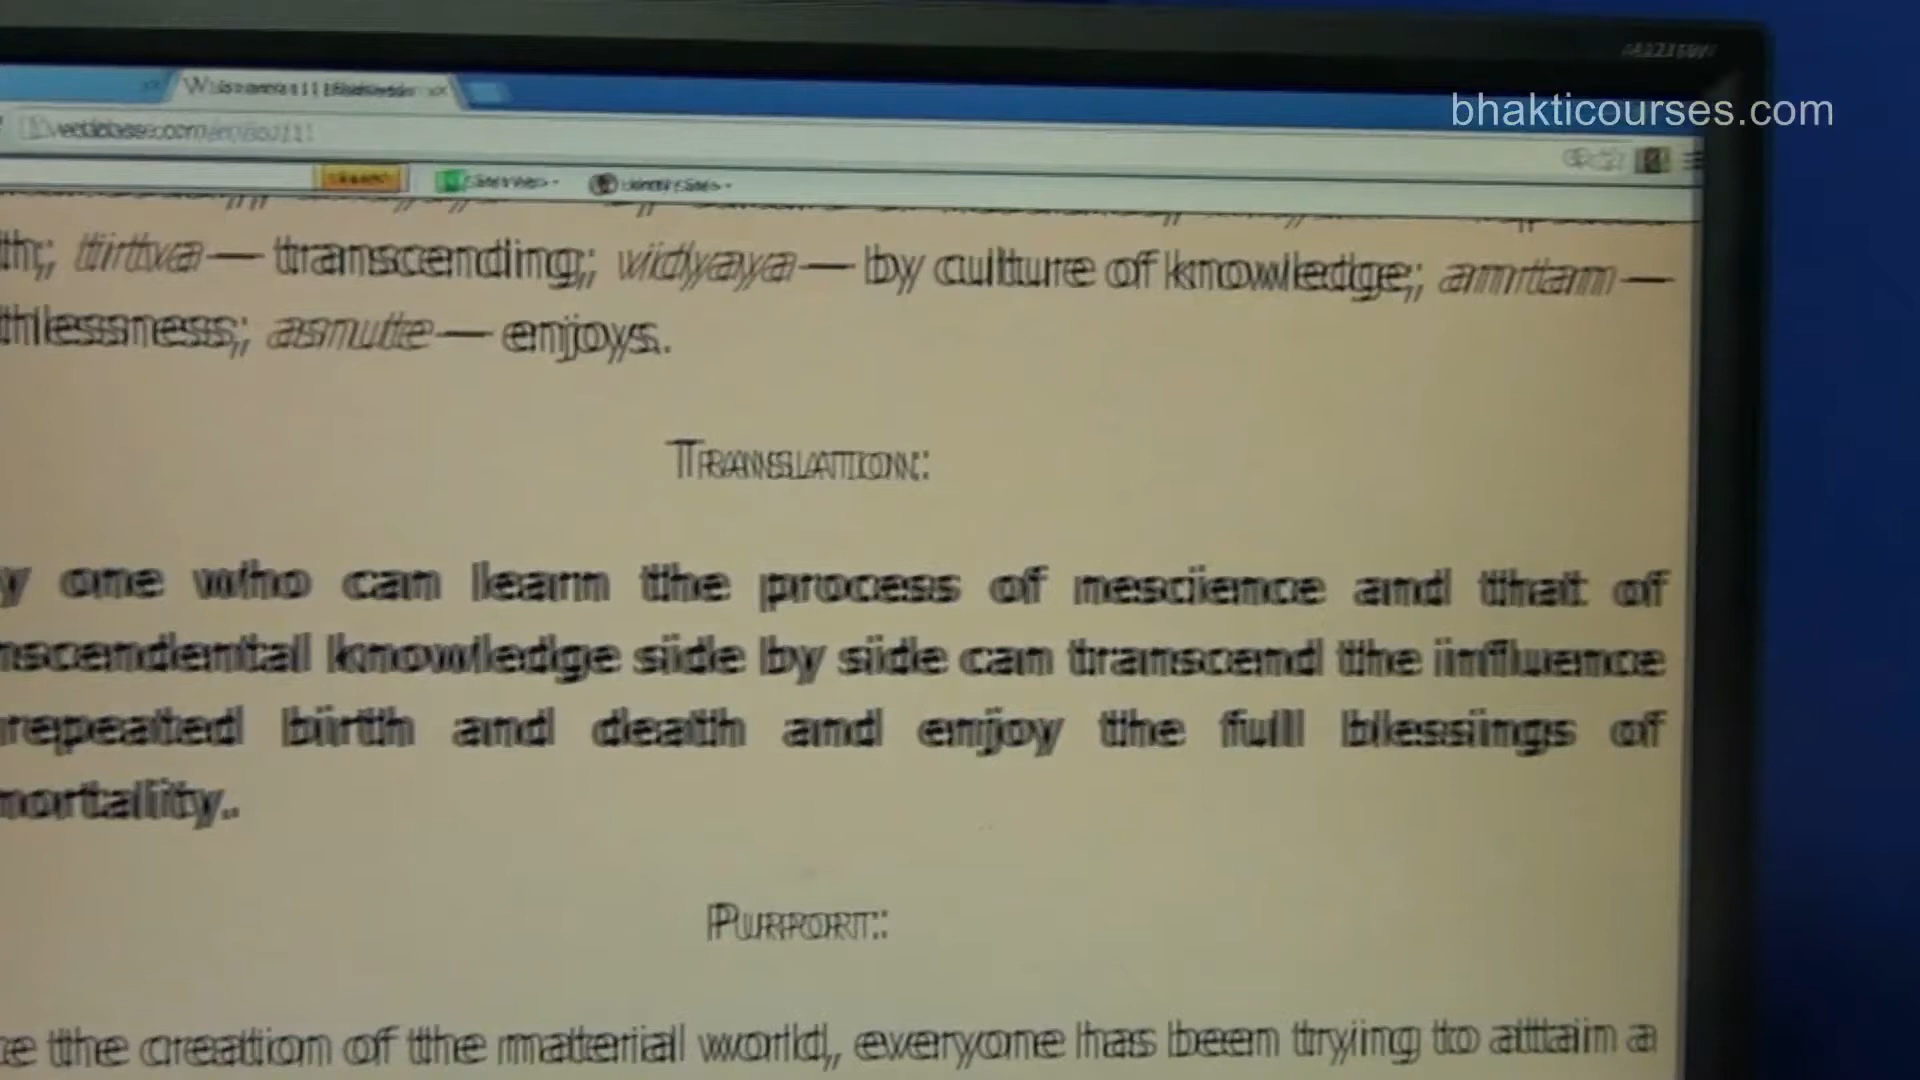 bhakticourses.com
th; tirtva — transcending; vidyaya — by culture of knowledge; amrtam —
thlessness; asnute — enjoys.
TRANSLATION:
y one who can learn the process of nescience and that of
nscendental knowledge side by side can transcend the influence
repeated birth and death and enjoy the full blessings of
mortality.
PURPORT:
ce the creation of the material world, everyone has been trying to attain a